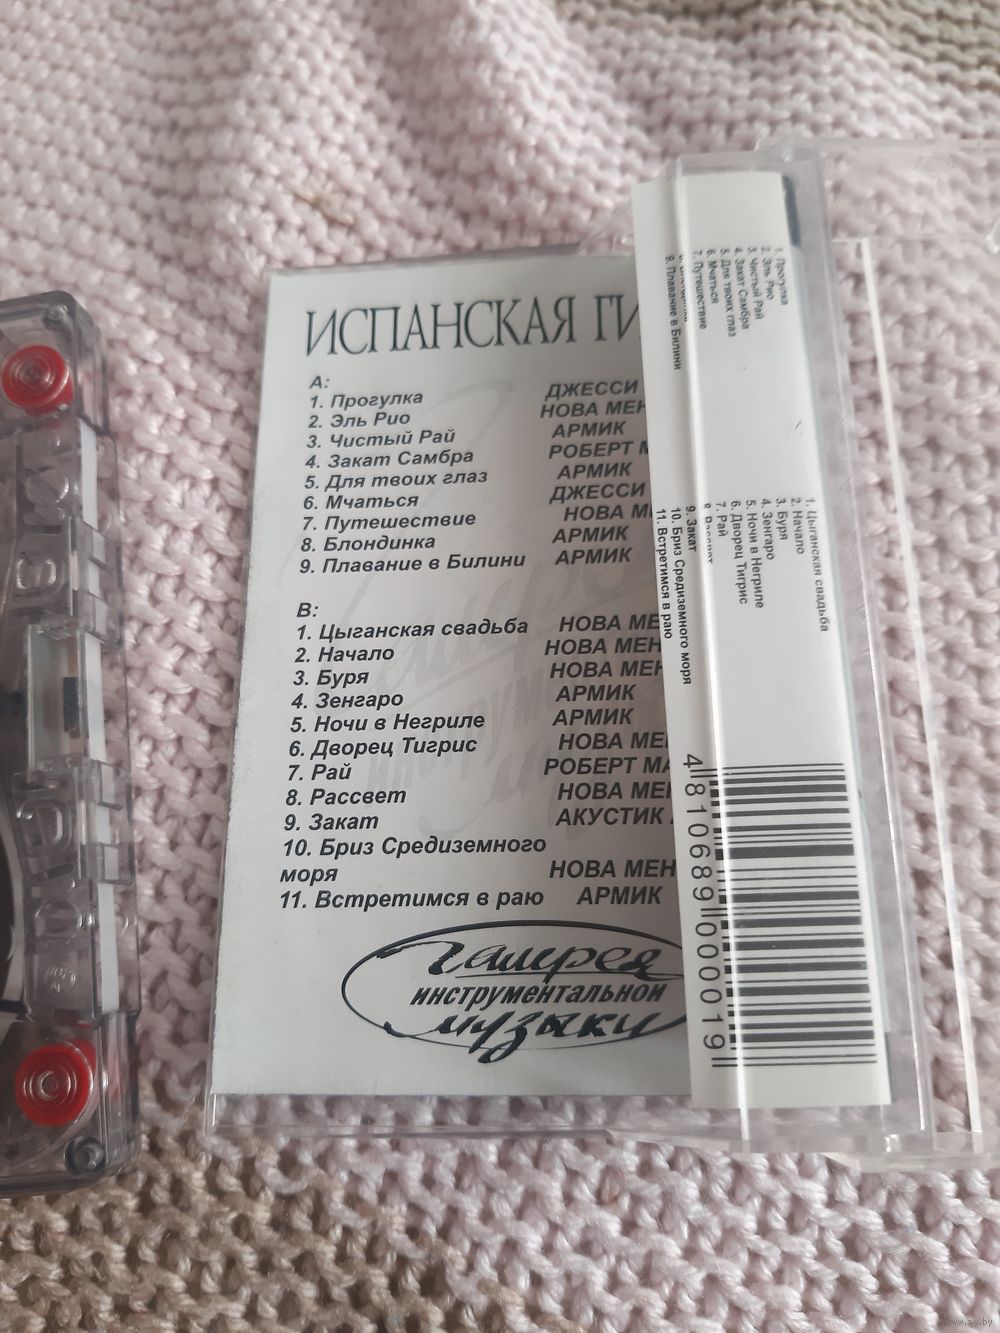 ИСПАНСКАЯ ГИ
А:
1. Прогулка ДЖЕССИ
2. Эль Рио НОВА МЕН
3. Чистый Рай АРМИК
4. Закат Самбра РОБЕРТ М
5. Для твоих глаз АРМИК
6. Мчаться ДЖЕССИ
7. Путешествие НОВА М
8. Блондинка АРМИК
9. Плавание в Билини АРМИК
В:
1. Цыганская свадьба НОВА МЕ
2. Начало НОВА МЕН
3. Буря НОВА МЕН
4. Зенгаро АРМИК
5. Ночи в Негриле АРМИК
6. Дворец Тигрис НОВА МЕ
7. Рай РОБЕРТ МА
8. Рассвет НОВА МЕ
9. Закат АКУСТИК
10. Бриз Средиземного
моря НОВА МЕН
11. Встретимся в раю АРМИК
Галерея
инструментальной
музыки
1. Прогулка
2. Эль Рио
3. Чистый Рай
4. Закат Самбра
5. Для твоих глаз
6. Мчаться
7. Путешествие
9. Плавание в Билини
1. Цыганская свадьба
2. Начало
3. Буря
4. Зенгаро
5. Ночи в Негриле
6. Дворец Тигрис
7. Рай
8. Рассвет
9. Закат
10. Бриз Средиземного моря
11. Встретимся в раю
4 810689 000019
www.ay.by